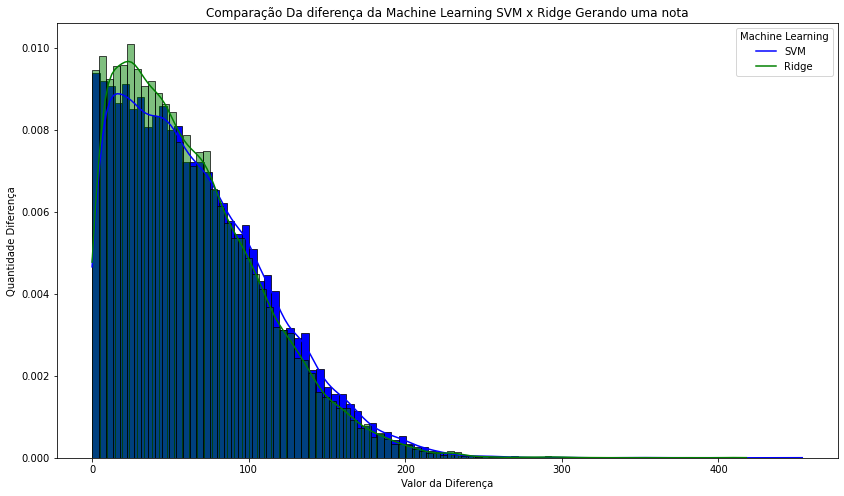 Comparação Da diferença da Machine Learning SVM x Ridge Gerando uma nota
Machine Learning
SVM
Ridge
0.010
0.008
0.006
0.004
0.002
0.000
Quantidade Diferença
0 100 200 300 400
Valor da Diferença